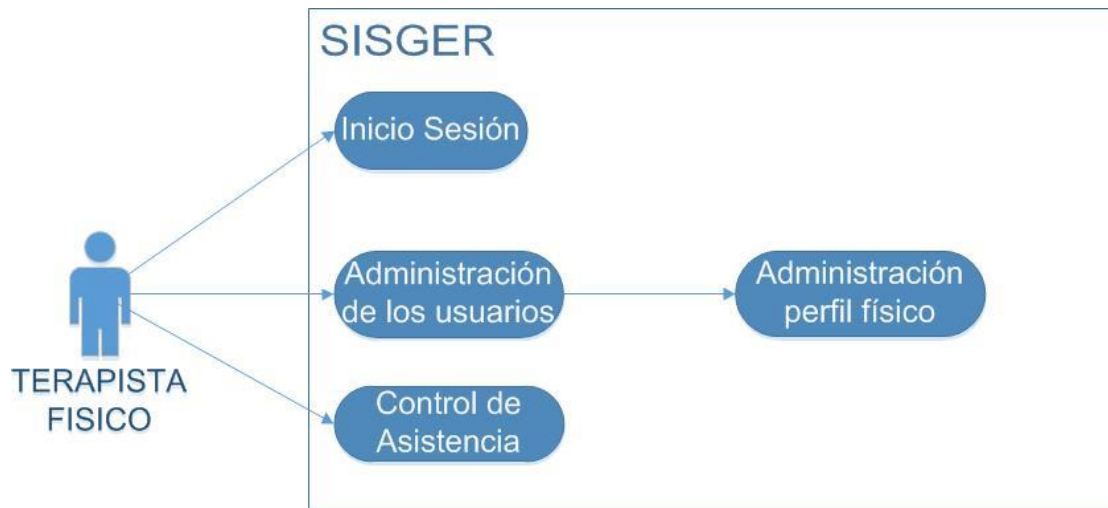 SISGER
Inicio Sesión
Administración
de los usuarios
Administración
perfil físico
Control de
Asistencia
TERAPISTA
FISICO